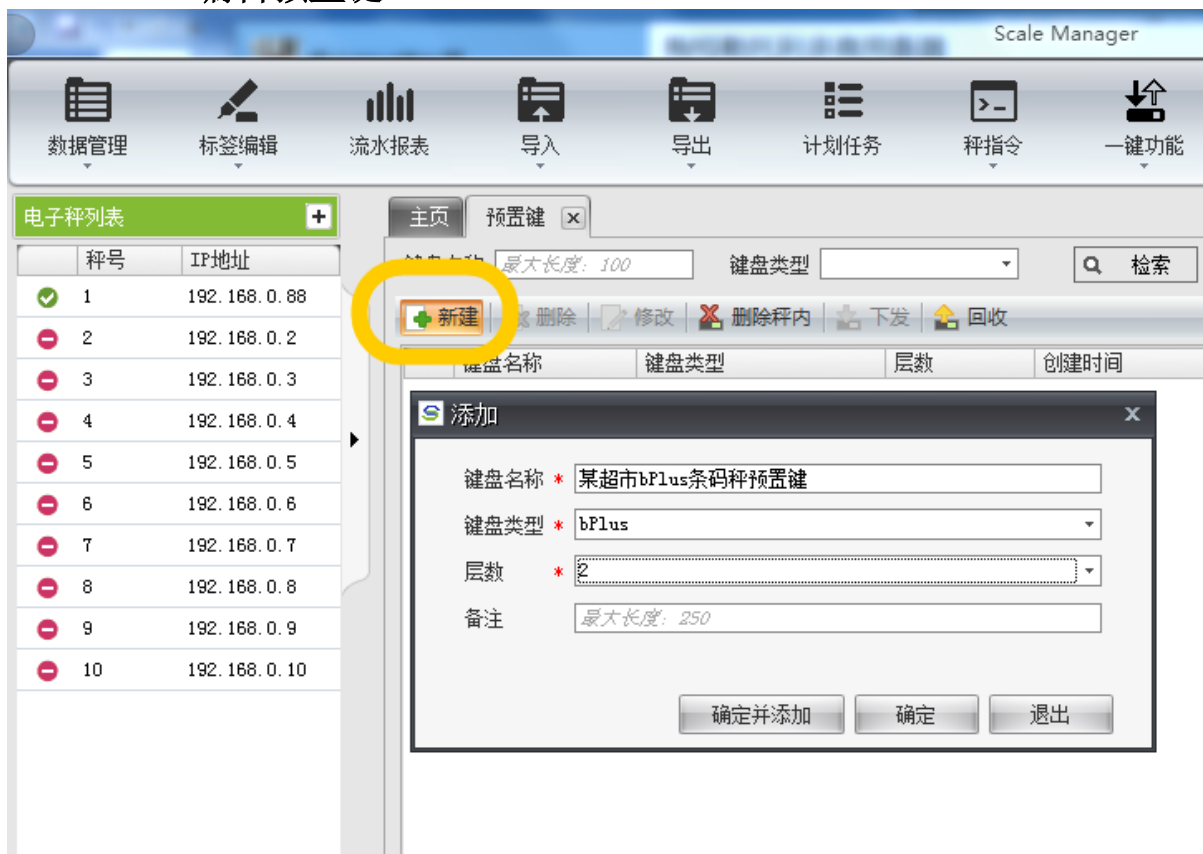 Scale Manager
数据管理 标签编辑 流水报表 导入 导出 计划任务 秤指令 一键功能
电子秤列表
主页 预置键
秤号 IP地址
最大长度: 100 键盘类型 检索
1 192.168.0.88
新建 删除 修改 删除秤内 下发 回收
2 192.168.0.2
键盘名称 键盘类型 层数 创建时间
3 192.168.0.3
添加
4 192.168.0.4
5 192.168.0.5
键盘名称 * 某超市bPlus条码秤预置键
6 192.168.0.6
键盘类型 * bPlus
7 192.168.0.7
层数 * 2
8 192.168.0.8
备注 最大长度: 250
9 192.168.0.9
10 192.168.0.10
确定并添加 确定 退出